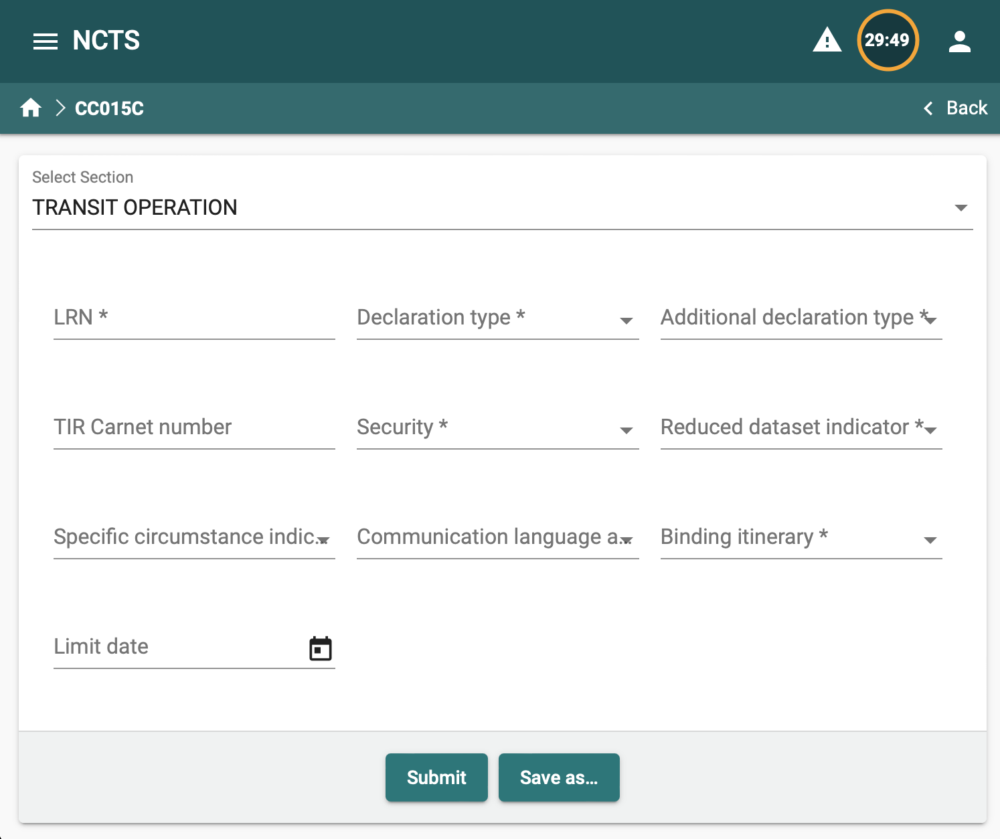 NCTS
29:49
CC015C
Back
Select Section
TRANSIT OPERATION
LRN *
Declaration type *
Additional declaration type *
TIR Carnet number
Security *
Reduced dataset indicator *
Specific circumstance indic...
Communication language a...
Binding itinerary *
Limit date
Submit
Save as...